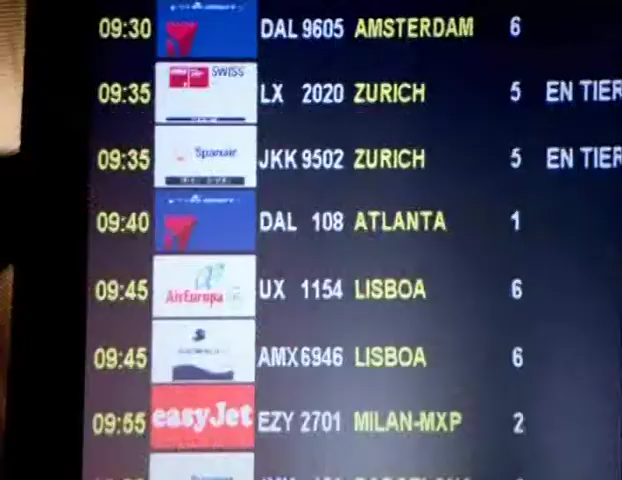 09:30 DAL 9605 AMSTERDAM 6
09:35 SWISS LX 2020 ZURICH 5 EN TIER
09:35 Spanair JKK 9502 ZURICH 5 EN TIER
09:40 DAL 108 ATLANTA 1
09:45 AirEuropa UX 1154 LISBOA 6
09:45 AMX 6946 LISBOA 6
09:55 easyJet EZY 2701 MILAN-MXP 2